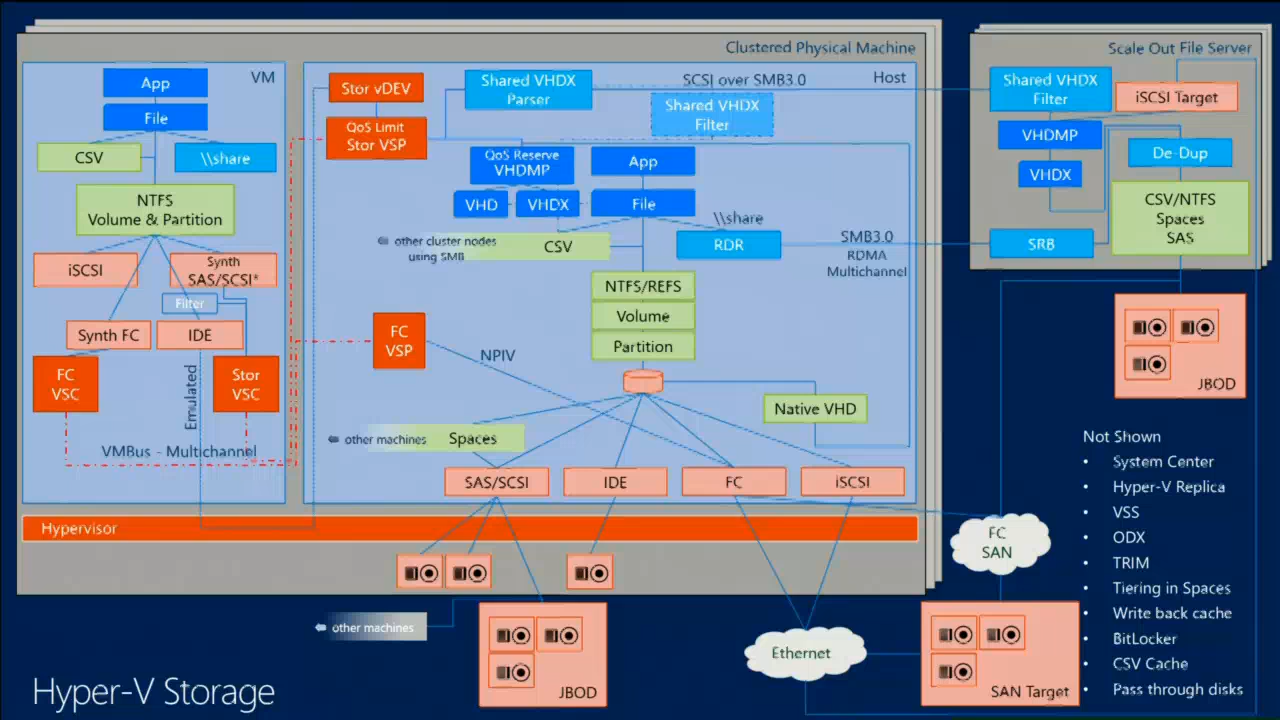 Clustered Physical Machine
Scale Out File Server
VM
App
File
CSV
\\share
NTFS
Volume & Partition
iSCSI
Synth
SAS/SCSI*
Filter
Synth FC
IDE
FC
VSC
Stor
VSC
Emulated
VMBus - Multichannel
Host
Stor vDEV
QoS Limit
Stor VSP
Shared VHDX
Parser
SCSI over SMB3.0
Shared VHDX
Filter
QoS Reserve
VHDMP
App
VHD
VHDX
File
\\share
other cluster nodes
using SMB
CSV
RDR
SMB3.0
RDMA
Multichannel
NTFS/REFS
Volume
Partition
FC
VSP
NPIV
Native VHD
other machines
Spaces
SAS/SCSI
IDE
FC
iSCSI
Hypervisor
other machines
JBOD
Ethernet
SAN Target
FC
SAN
Shared VHDX
Filter
iSCSI Target
VHDMP
De-Dup
VHDX
CSV/NTFS
Spaces
SAS
SRB
JBOD
Not Shown
• System Center
• Hyper-V Replica
• VSS
• ODX
• TRIM
• Tiering in Spaces
• Write back cache
• BitLocker
• CSV Cache
• Pass through disks
Hyper-V Storage